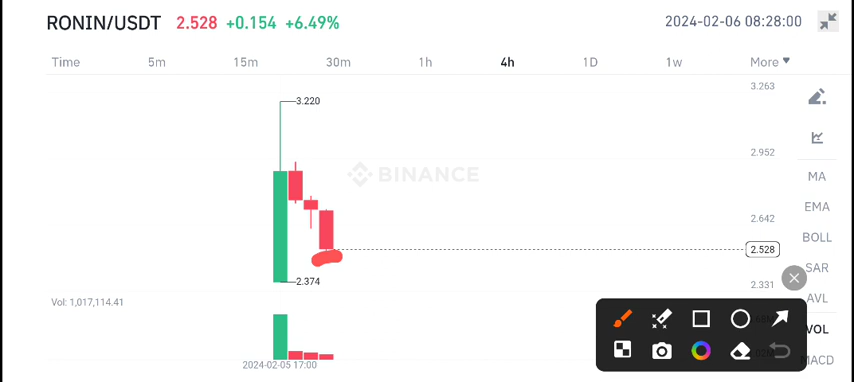 RONIN/USDT 2.528 +0.154 +6.49% 2024-02-06 08:28:00
Time 5m 15m 30m 1h 4h 1D 1w More
3.263
3.220
2.952
BINANCE
MA
EMA
2.642
BOLL
2.528
SAR
2.374
2.331
AVL
Vol: 1,017,114.41
VOL
MACD
2024-02-05 17:00